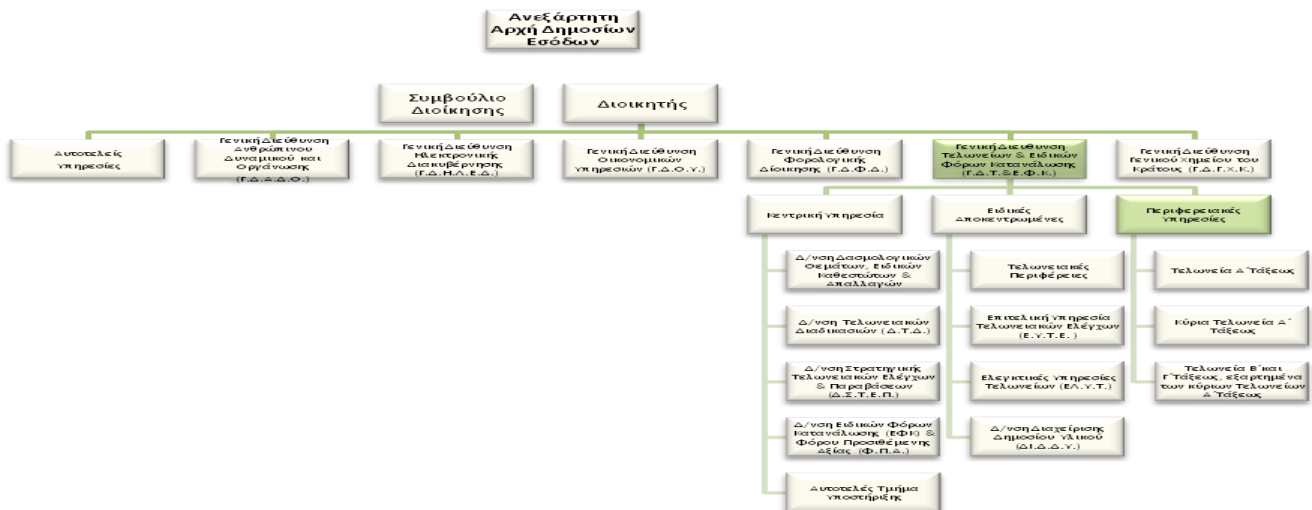 Ανεξάρτητη
Αρχή Δημοσίων
Εσόδων
Συμβούλιο
Διοίκησης
Διοικητής
Αυτοτελείς
Υπηρεσίες
Γενική Διεύθυνση
Ανθρώπινου
Δυναμικού και
Οργάνωσης
(Γ.Δ.Α.Δ.Ο.)
Γενική Διεύθυνση
Ηλεκτρονικής
Διακυβέρνησης
(Γ.Δ.ΗΛ.Ε.Δ.)
Γενική Διεύθυνση
Οικονομικών
Υπηρεσιών (Γ.Δ.Ο.Υ.)
Γενική Διεύθυνση
Φορολογικής
Διοίκησης (Γ.Δ.Φ.Δ.)
Γενική Διεύθυνση
Τελωνείων & Ειδικών
Φόρων Κατανάλωσης
(Γ.Δ.Τ.&Ε.Φ.Κ.)
Γενική Διεύθυνση
Γενικού Χημείου του
Κράτους (Γ.Δ.Γ.Χ.Κ.)
Κεντρική Υπηρεσία
Ειδικές
Αποκεντρωμένες
Περιφερειακές
Υπηρεσίες
Δ/νση Δασμολογικών
Θεμάτων, Ειδικών
Καθεστώτων &
Απαλλαγών
Δ/νση Τελωνειακών
Διαδικασιών (Δ.Τ.Δ.)
Δ/νση Στρατηγικής
Τελωνειακών Ελέγχων
& Παραβάσεων
(Δ.Σ.Τ.Ε.Π.)
Δ/νση Ειδικών Φόρων
Κατανάλωσης (ΕΦΚ) &
Φόρου Προστιθέμενης
Αξίας (Φ.Π.Α.)
Αυτοτελές Τμήμα
Υποστήριξης
Τελωνειακές
Περιφέρειες
Επιτελική Υπηρεσία
Τελωνειακών Ελέγχων
(Ε.Υ.Τ.Ε. )
Ελεγκτικές Υπηρεσίες
Τελωνείων (ΕΛ.Υ.Τ.)
Δ/νση Διαχείρισης
Δημοσίου Υλικού
(ΔΙ.Δ.Δ.Υ.)
Τελωνεία Α΄Τάξεως
Κύρια Τελωνεία Α΄
Τάξεως
Τελωνεία Β΄και
Γ΄Τάξεως, εξαρτημένα
των κύριων Τελωνείων
Α΄Τάξεως